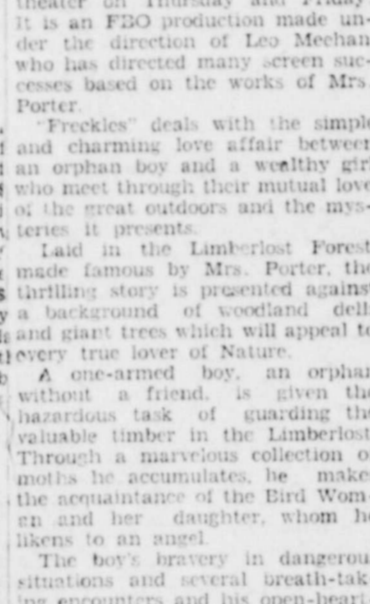 theater on Thursday and Friday
It is an FBO production made un-
der the direction of Leo Meehan
who has directed many screen suc-
cesses based on the works of Mrs.
Porter.
"Freckles" deals with the simple
and charming love affair between
an orphan boy and a wealthy girl
who meet through their mutual love
of the great outdoors and the mys-
teries it presents.
Laid in the Limberlost Forest
made famous by Mrs. Porter, the
thrilling story is presented against
a background of woodland dells
and giant trees which will appeal to
every true lover of Nature.
A one-armed boy, an orphan
without a friend, is given the
hazardous task of guarding the
valuable timber in the Limberlost
Through a marvelous collection of
moths he accumulates, he makes
the acquaintance of the Bird Wom-
an and her daughter, whom he
likens to an angel.
The boy's bravery in dangerous
situations and several breath-tak-
ing encounters and his open-heart-